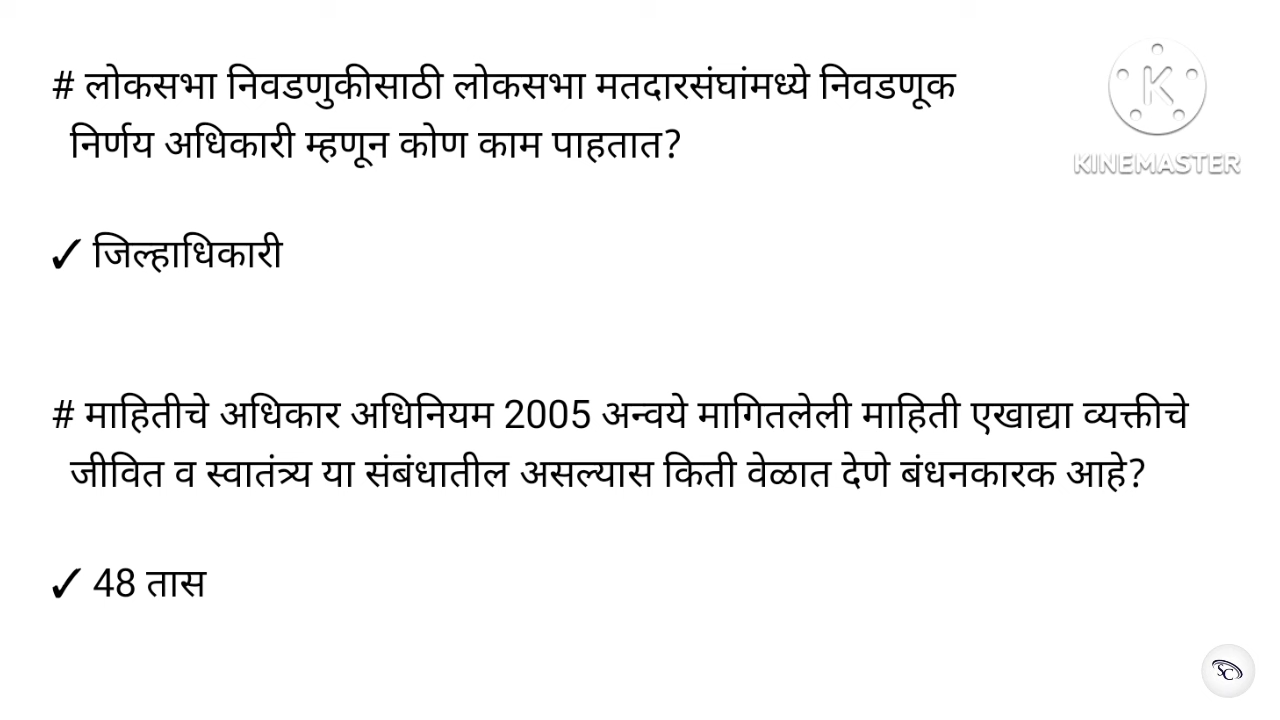 # लोकसभा निवडणुकीसाठी लोकसभा मतदारसंघांमध्ये निवडणूक
निर्णय अधिकारी म्हणून कोण काम पाहतात?
K
KINEMASTER
✓ जिल्हाधिकारी
# माहितीचे अधिकार अधिनियम 2005 अन्वये मागितलेली माहिती एखाद्या व्यक्तीचे
जीवित व स्वातंत्र्य या संबंधातील असल्यास किती वेळात देणे बंधनकारक आहे?
✓ 48 तास
SC